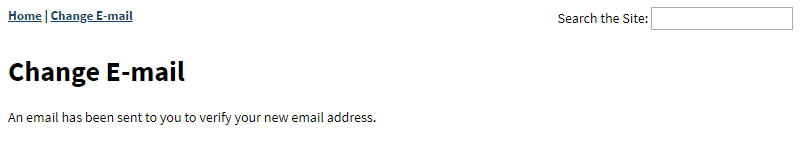 Home | Change E-mail
Search the Site:
Change E-mail
An email has been sent to you to verify your new email address.